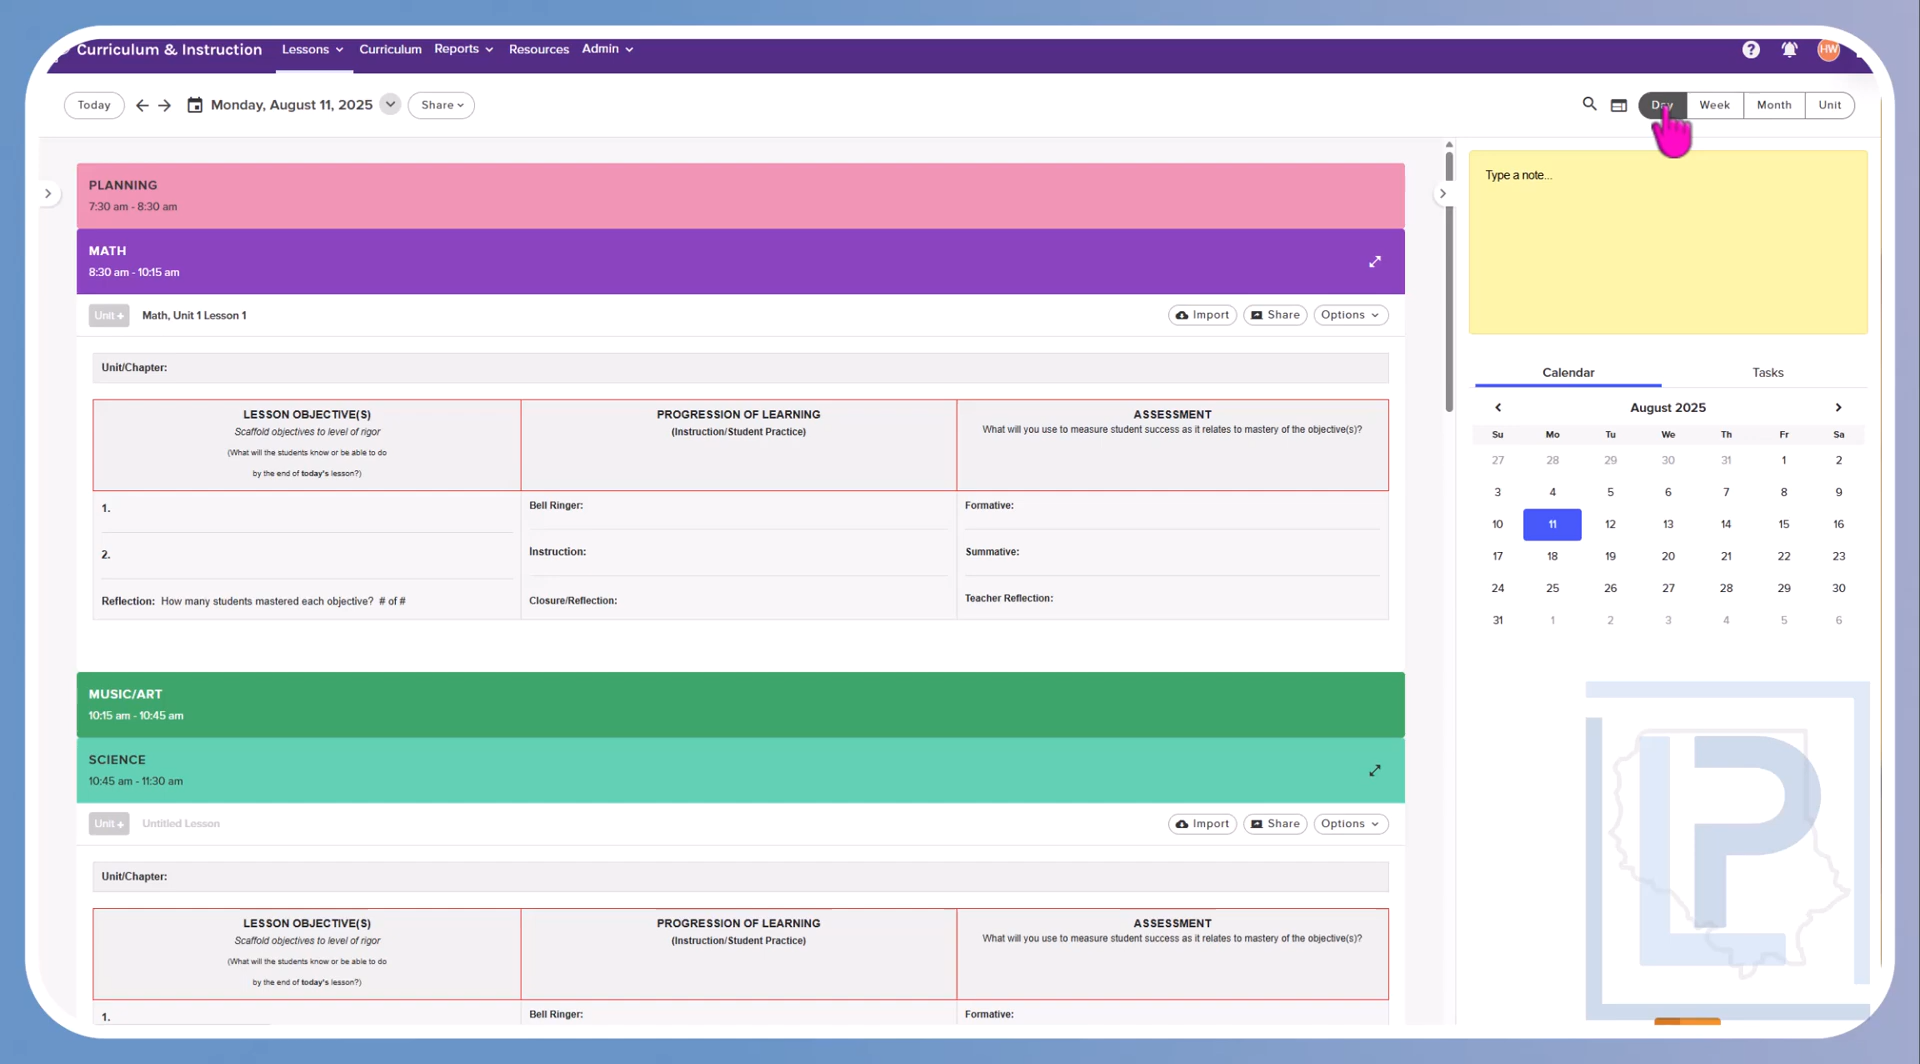 Curriculum & Instruction Lessons Curriculum Reports Resources Admin ? HW
Today Monday, August 11, 2025 Share Day Week Month Unit
PLANNING
7:30 am - 8:30 am
MATH
8:30 am - 10:15 am
Unit + Math, Unit 1 Lesson 1 Import Share Options
Unit/Chapter:
LESSON OBJECTIVE(S) PROGRESSION OF LEARNING ASSESSMENT
Scaffold objectives to level of rigor (Instruction/Student Practice) What will you use to measure student success as it relates to mastery of the objective(s)?
(What will the students know or be able to do
by the end of today's lesson?)
1. Bell Ringer: Formative:
2. Instruction: Summative:
Reflection: How many students mastered each objective? # of # Closure/Reflection: Teacher Reflection:
MUSIC/ART
10:15 am - 10:45 am
SCIENCE
10:45 am - 11:30 am
Unit + Untitled Lesson Import Share Options
Unit/Chapter:
LESSON OBJECTIVE(S) PROGRESSION OF LEARNING ASSESSMENT
Scaffold objectives to level of rigor (Instruction/Student Practice) What will you use to measure student success as it relates to mastery of the objective(s)?
(What will the students know or be able to do
by the end of today's lesson?)
1. Bell Ringer: Formative:
Type a note...
Calendar Tasks
August 2025
Su Mo Tu We Th Fr Sa
27 28 29 30 31 1 2
3 4 5 6 7 8 9
10 11 12 13 14 15 16
17 18 19 20 21 22 23
24 25 26 27 28 29 30
31 1 2 3 4 5 6
LP